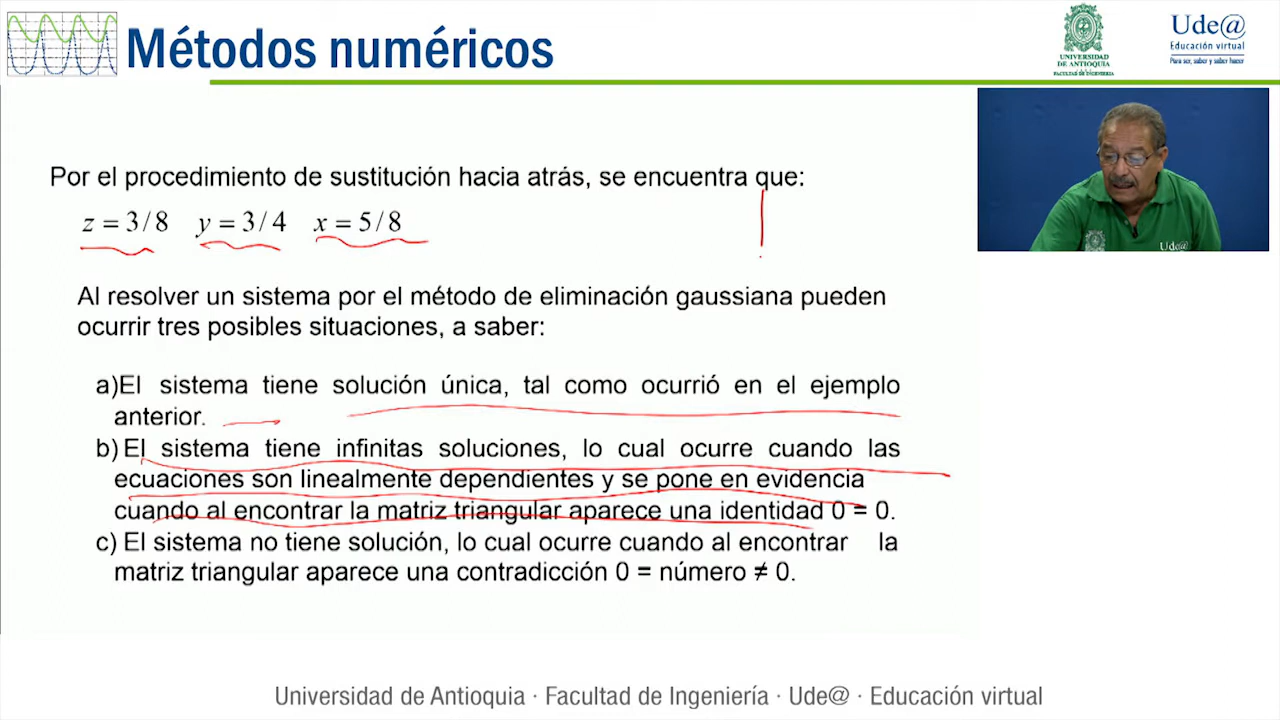 Métodos numéricos
UNIVERSIDAD
DE ANTIOQUIA
FACULTAD DE INGENIERÍA
Ude@
Educación virtual
Para ser, saber y saber hacer
Por el procedimiento de sustitución hacia atrás, se encuentra que:
z = 3/8 y = 3/4 x = 5/8
Ude@
Al resolver un sistema por el método de eliminación gaussiana pueden
ocurrir tres posibles situaciones, a saber:
a)El sistema tiene solución única, tal como ocurrió en el ejemplo
anterior.
b) El sistema tiene infinitas soluciones, lo cual ocurre cuando las
ecuaciones son linealmente dependientes y se pone en evidencia
cuando al encontrar la matriz triangular aparece una identidad 0 = 0.
c) El sistema no tiene solución, lo cual ocurre cuando al encontrar la
matriz triangular aparece una contradicción 0 = número ≠ 0.
Universidad de Antioquia · Facultad de Ingeniería · Ude@ · Educación virtual